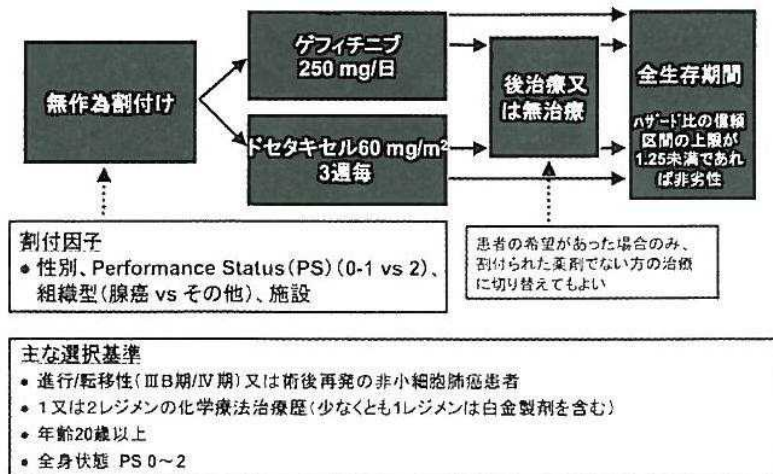 無作為割付け
ゲフィチニブ
250 mg/日
ドセタキセル60 mg/m²
3週毎
後治療又
は無治療
全生存期間
ハザード比の信頼
区間の上限が
1.25未満であれ
ば非劣性
割付因子
• 性別、Performance Status（PS）（0-1 vs 2）、
組織型（腺癌 vs その他）、施設
患者の希望があった場合のみ、
割付られた薬剤でない方の治療
に切り替えてもよい
主な選択基準
• 進行/転移性（ⅢB期/Ⅳ期）又は術後再発の非小細胞肺癌患者
• 1又は2レジメンの化学療法治療歴（少なくとも1レジメンは白金製剤を含む）
• 年齢20歳以上
• 全身状態 PS 0～2